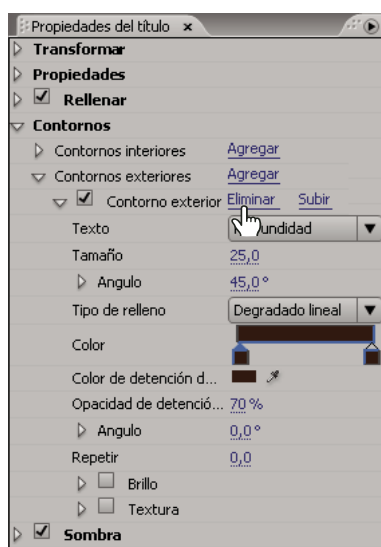 Propiedades del título x
Transformar
Propiedades
Rellenar
Contornos
Contornos interiores Agregar
Contornos exteriores Agregar
Contorno exterior Eliminar Subir
Texto undidad
Tamaño 25,0
Angulo 45,0°
Tipo de relleno Degradado lineal
Color
Color de detención d...
Opacidad de detenció... 70 %
Angulo 0,0°
Repetir 0,0
Brillo
Textura
Sombra